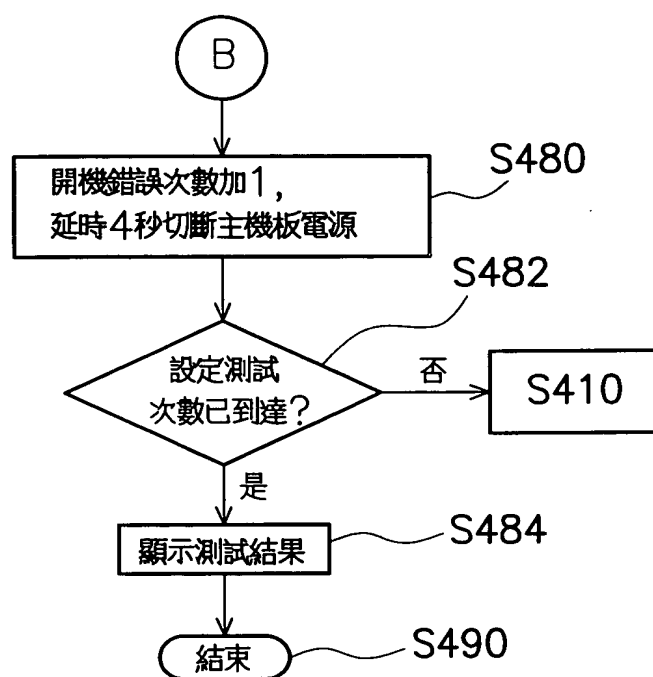 B
開機錯誤次數加1,
延時4秒切斷主機板電源
S480
S482
設定測試
次數已到達?
否
S410
是
顯示測試結果
S484
結束
S490